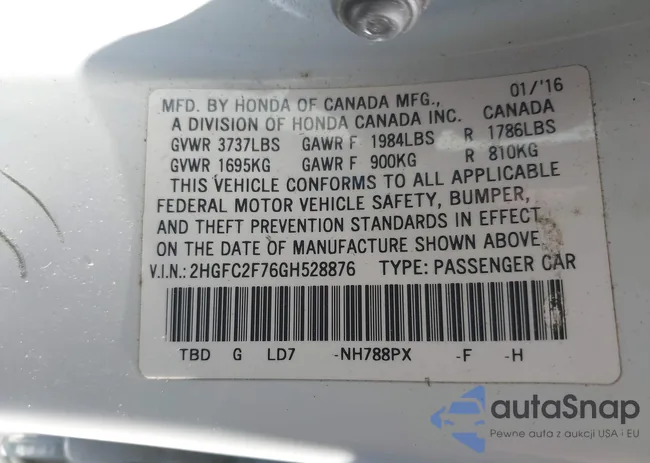 01/'16
MFD. BY HONDA OF CANADA MFG.,
A DIVISION OF HONDA CANADA INC. CANADA
GVWR 3737LBS GAWR F 1984LBS R 1786LBS
GVWR 1695KG GAWR F 900KG R 810KG
THIS VEHICLE CONFORMS TO ALL APPLICABLE
FEDERAL MOTOR VEHICLE SAFETY, BUMPER,
AND THEFT PREVENTION STANDARDS IN EFFECT
ON THE DATE OF MANUFACTURE SHOWN ABOVE.
V.I.N.: 2HGFC2F76GH528876 TYPE: PASSENGER CAR
TBD G LD7 -NH788PX -F -H
autaSnap
Pewne auta z aukcji USA i EU